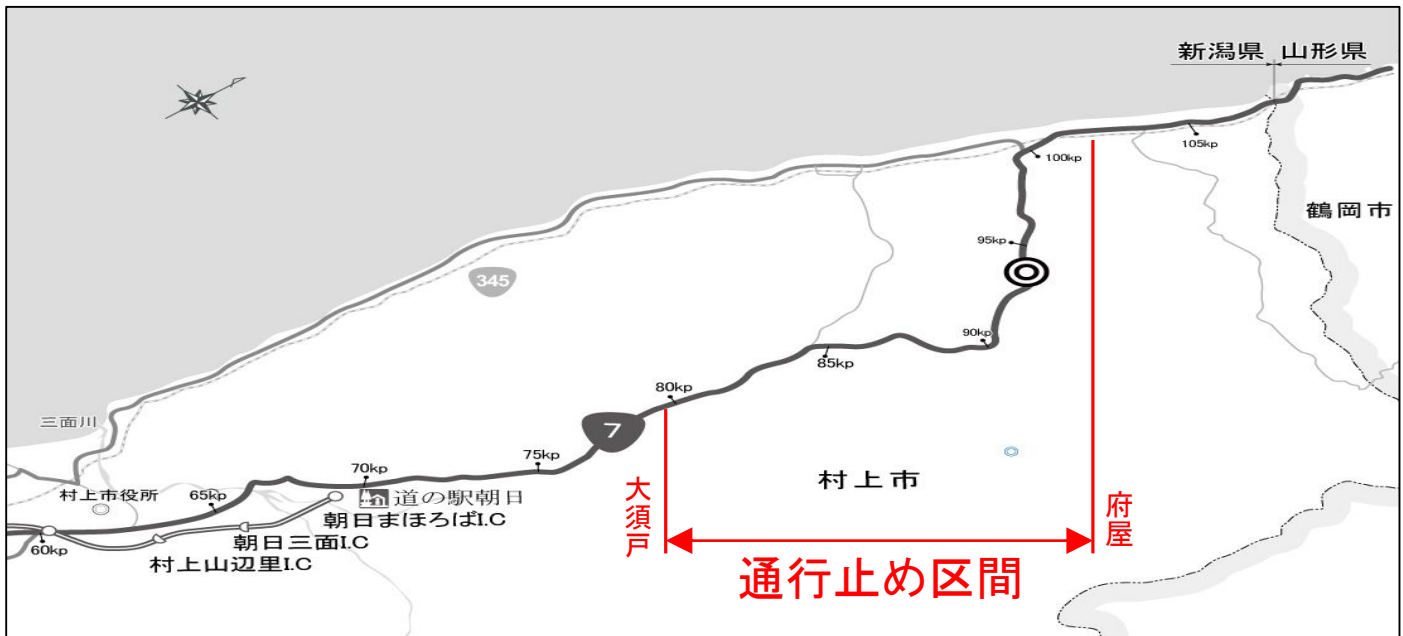 新潟県 山形県
105kp
100kp
鶴岡市
95kp
345
90kp
85kp
80kp
三面川
7
75kp
70kp
道の駅朝日
村上市
村上市役所
65kp
朝日まほろばI.C
大須戸
府屋
朝日三面I.C
60kp
村上山辺里I.C
通行止め区間